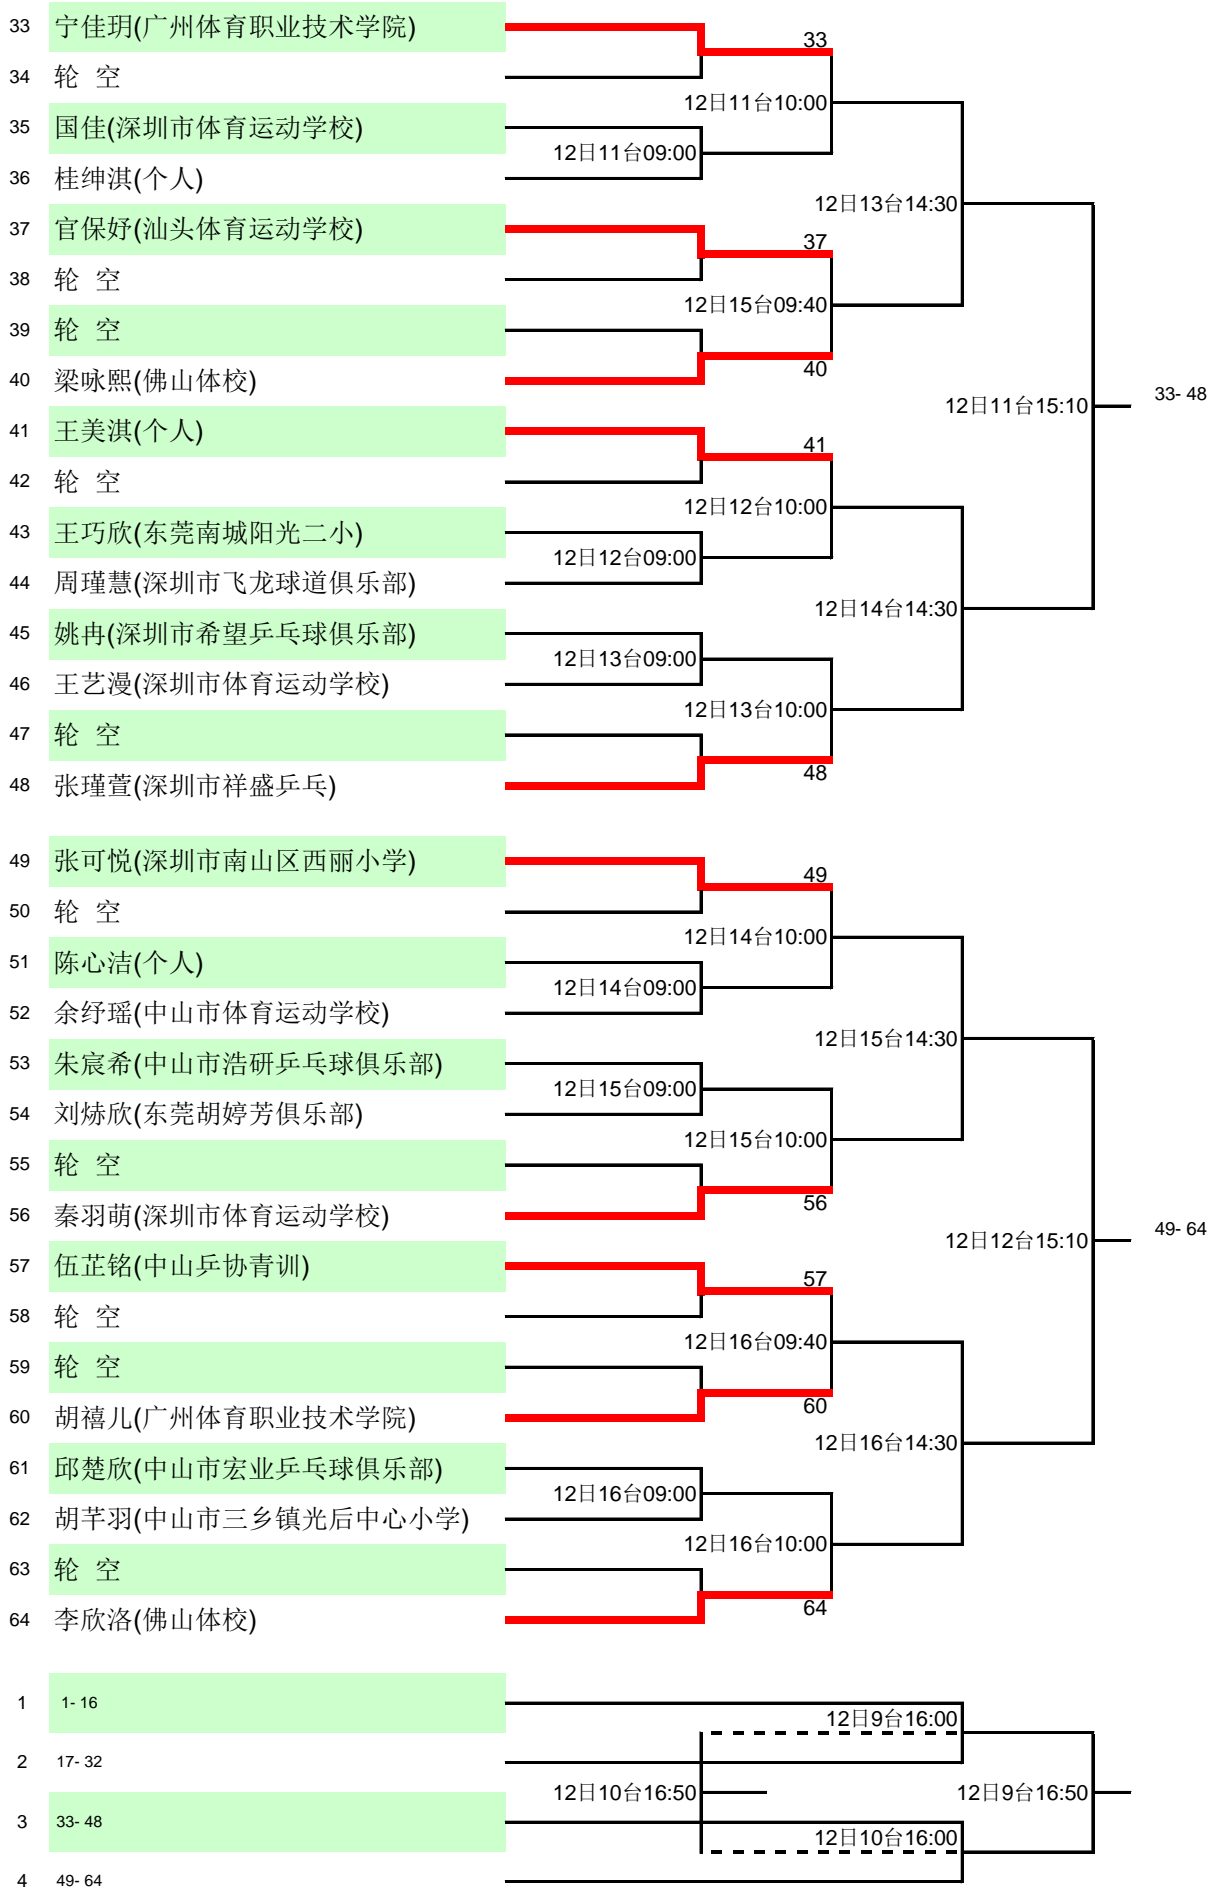 33 宁佳玥(广州体育职业技术学院)
33
34 轮 空
12日11台10:00
35 国佳(深圳市体育运动学校)
12日11台09:00
36 桂绅淇(个人)
12日13台14:30
37 官保妤(汕头体育运动学校)
37
38 轮 空
12日15台09:40
39 轮 空
40
40 梁咏熙(佛山体校)
12日11台15:10
33- 48
41 王美淇(个人)
41
42 轮 空
12日12台10:00
43 王巧欣(东莞南城阳光二小)
12日12台09:00
44 周瑾慧(深圳市飞龙球道俱乐部)
12日14台14:30
45 姚冉(深圳市希望乒乓球俱乐部)
12日13台09:00
46 王艺漫(深圳市体育运动学校)
12日13台10:00
47 轮 空
48
48 张瑾萱(深圳市祥盛乒乓)
49 张可悦(深圳市南山区西丽小学)
49
50 轮 空
12日14台10:00
51 陈心洁(个人)
12日14台09:00
52 余纾瑶(中山市体育运动学校)
12日15台14:30
53 朱宸希(中山市浩研乒乓球俱乐部)
12日15台09:00
54 刘焃欣(东莞胡婷芳俱乐部)
12日15台10:00
55 轮 空
56
56 秦羽萌(深圳市体育运动学校)
12日12台15:10
49- 64
57 伍芷铭(中山乒协青训)
57
58 轮 空
12日16台09:40
59 轮 空
60
60 胡禧儿(广州体育职业技术学院)
12日16台14:30
61 邱楚欣(中山市宏业乒乓球俱乐部)
12日16台09:00
62 胡芊羽(中山市三乡镇光后中心小学)
12日16台10:00
63 轮 空
64
64 李欣洛(佛山体校)
1 1- 16
12日9台16:00
2 17- 32
12日10台16:50
12日9台16:50
3 33- 48
12日10台16:00
4 49- 64